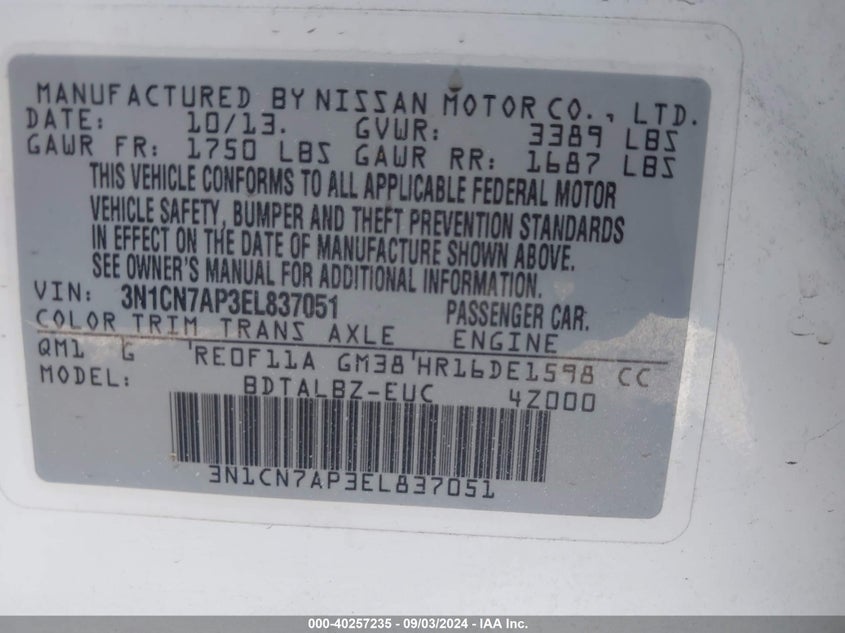 MANUFACTURED BY NISSAN MOTOR CO., LTD.
DATE: 10/13. GVWR: 3389 LBS
GAWR FR: 1750 LBS GAWR RR: 1687 LBS
THIS VEHICLE CONFORMS TO ALL APPLICABLE FEDERAL MOTOR
VEHICLE SAFETY, BUMPER AND THEFT PREVENTION STANDARDS
IN EFFECT ON THE DATE OF MANUFACTURE SHOWN ABOVE.
SEE OWNER'S MANUAL FOR ADDITIONAL INFORMATION.
VIN: 3N1CN7AP3EL837051 PASSENGER CAR.
COLOR TRIM TRANS AXLE ENGINE
QM1 G 'RE0F11A GM38'HR16DE1598 CC
MODEL: BDTALBZ-EUC 4Z000
3N1CN7AP3EL837051
000-40257235 - 09/03/2024 - IAA Inc.